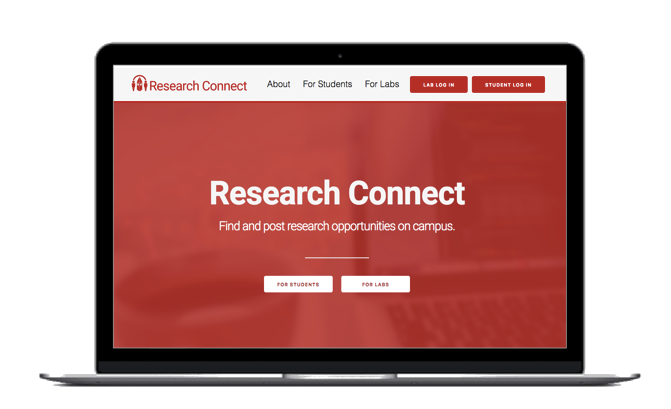 Research Connect
About
For Students
For Labs
LAB LOG IN
STUDENT LOG IN
Research Connect
Find and post research opportunities on campus.
FOR STUDENTS
FOR LABS